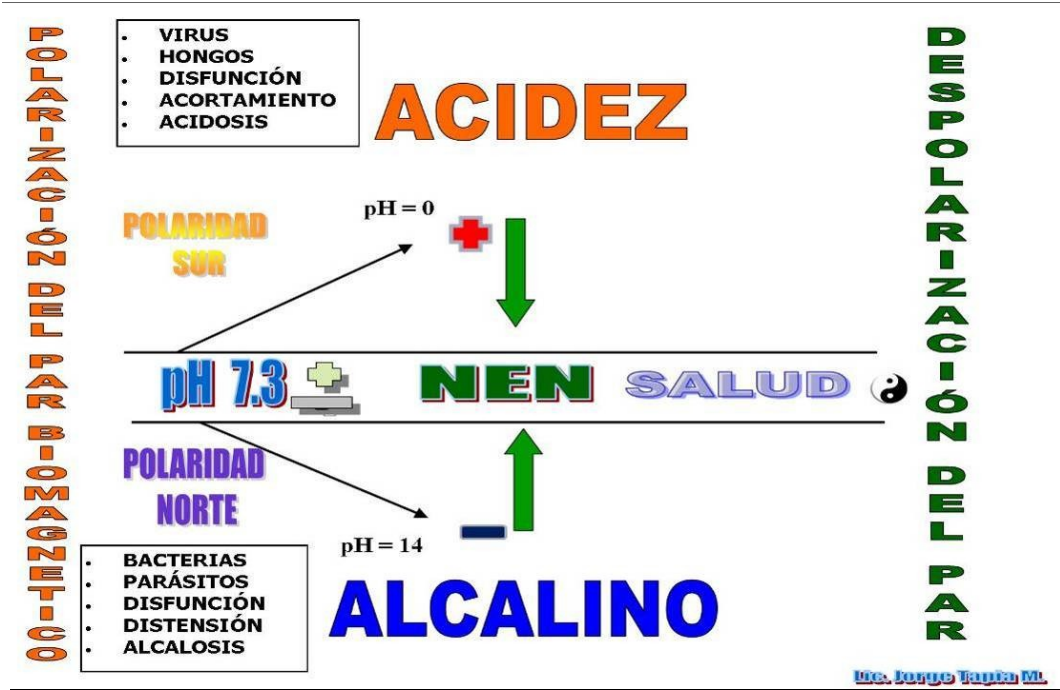 POLARIZACIÓN DEL PAR BIOMAGNETICO
• VIRUS
• HONGOS
• DISFUNCIÓN
• ACORTAMIENTO
• ACIDOSIS
ACIDEZ
POLARIDAD
SUR
pH = 0
pH 7.3
NEN
SALUD
POLARIDAD
NORTE
pH = 14
• BACTERIAS
• PARÁSITOS
• DISFUNCIÓN
• DISTENSIÓN
• ALCALOSIS
ALCALINO
DESPOLARIZACIÓN DEL PAR
Lic. Jorge Tapia M.